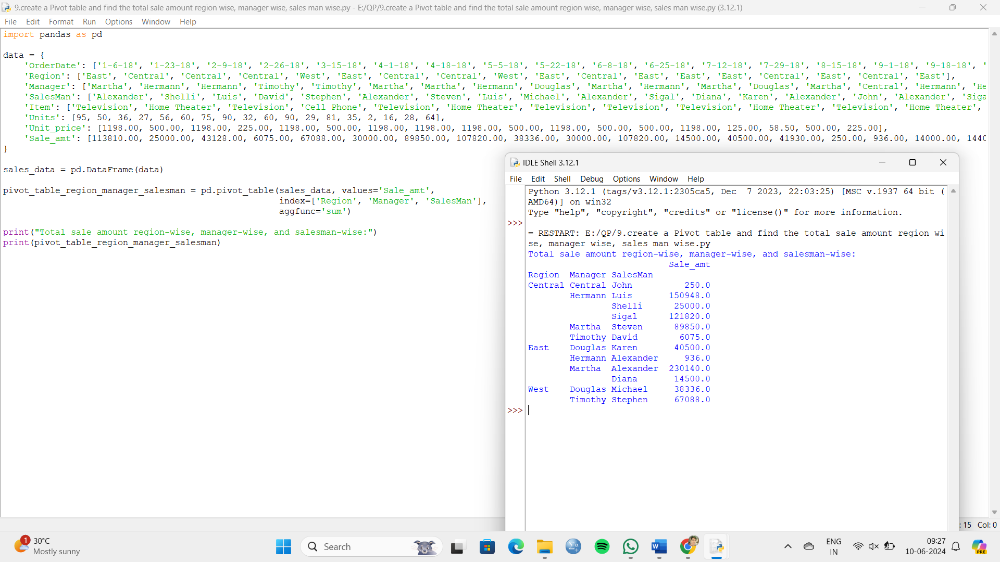 9.create a Pivot table and find the total sale amount region wise, manager wise, sales man wise.py - E:/QP/9.create a Pivot table and find the total sale amount region wise, manager wise, sales man wise.py (3.12.1)
File Edit Format Run Options Window Help
import pandas as pd
data = {
    'OrderDate': ['1-6-18', '1-23-18', '2-9-18', '2-26-18', '3-15-18', '4-1-18', '4-18-18', '5-5-18', '5-22-18', '6-8-18', '6-25-18', '7-12-18', '7-29-18', '8-15-18', '9-1-18', '9-18-18', '
    'Region': ['East', 'Central', 'Central', 'Central', 'West', 'East', 'Central', 'Central', 'West', 'East', 'Central', 'East', 'East', 'East', 'Central', 'East', 'Central', 'East'],
    'Manager': ['Martha', 'Hermann', 'Hermann', 'Timothy', 'Timothy', 'Martha', 'Martha', 'Hermann', 'Douglas', 'Martha', 'Hermann', 'Martha', 'Douglas', 'Martha', 'Central', 'Hermann', 'He
    'SalesMan': ['Alexander', 'Shelli', 'Luis', 'David', 'Stephen', 'Alexander', 'Steven', 'Luis', 'Michael', 'Alexander', 'Sigal', 'Diana', 'Karen', 'Alexander', 'John', 'Alexander', 'Siga
    'Item': ['Television', 'Home Theater', 'Television', 'Cell Phone', 'Television', 'Home Theater', 'Television', 'Television', 'Television', 'Home Theater', 'Television', 'Home Theater',
    'Units': [95, 50, 36, 27, 56, 60, 75, 90, 32, 60, 90, 29, 81, 35, 2, 16, 28, 64],
    'Unit_price': [1198.00, 500.00, 1198.00, 225.00, 1198.00, 500.00, 1198.00, 1198.00, 1198.00, 500.00, 1198.00, 500.00, 500.00, 1198.00, 125.00, 58.50, 500.00, 225.00],
    'Sale_amt': [113810.00, 25000.00, 43128.00, 6075.00, 67088.00, 30000.00, 89850.00, 107820.00, 38336.00, 30000.00, 107820.00, 14500.00, 40500.00, 41930.00, 250.00, 936.00, 14000.00, 1440
}
sales_data = pd.DataFrame(data)
pivot_table_region_manager_salesman = pd.pivot_table(sales_data, values='Sale_amt',
                                                     index=['Region', 'Manager', 'SalesMan'],
                                                     aggfunc='sum')
print("Total sale amount region-wise, manager-wise, and salesman-wise:")
print(pivot_table_region_manager_salesman)
IDLE Shell 3.12.1
File Edit Shell Debug Options Window Help
Python 3.12.1 (tags/v3.12.1:2305ca5, Dec  7 2023, 22:03:25) [MSC v.1937 64 bit (
AMD64)] on win32
Type "help", "copyright", "credits" or "license()" for more information.
>>>
= RESTART: E:/QP/9.create a Pivot table and find the total sale amount region wi
se, manager wise, sales man wise.py
Total sale amount region-wise, manager-wise, and salesman-wise:
                           Sale_amt
Region  Manager SalesMan
Central Central John          250.0
        Hermann Luis       150948.0
                Shelli      25000.0
                Sigal      121820.0
        Martha  Steven      89850.0
        Timothy David        6075.0
East    Douglas Karen       40500.0
        Hermann Alexander     936.0
        Martha  Alexander  230140.0
                Diana       14500.0
West    Douglas Michael     38336.0
        Timothy Stephen     67088.0
>>>
: 15 Col: 0
1
30°C
Mostly sunny
Search
ENG
IN
09:27
10-06-2024
PRE